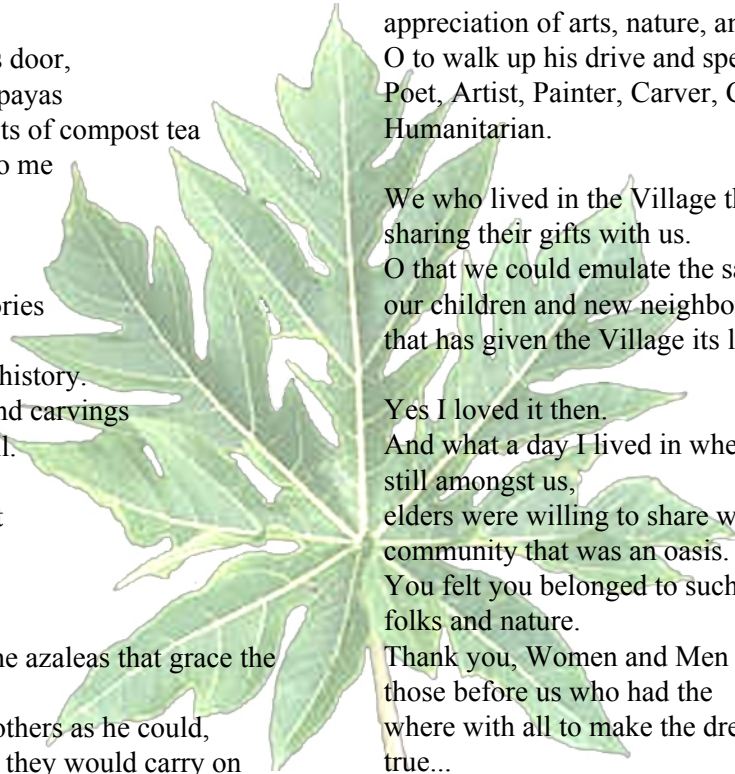 s door,
payas
ts of compost tea
o me
ories
history.
nd carvings
l.
t
he azaleas that grace the
others as he could,
they would carry on
appreciation of arts, nature, an
O to walk up his drive and spe
Poet, Artist, Painter, Carver, C
Humanitarian.
We who lived in the Village th
sharing their gifts with us.
O that we could emulate the sa
our children and new neighbo
that has given the Village its l
Yes I loved it then.
And what a day I lived in whe
still amongst us,
elders were willing to share w
community that was an oasis.
You felt you belonged to such
folks and nature.
Thank you, Women and Men
those before us who had the
where with all to make the dre
true...